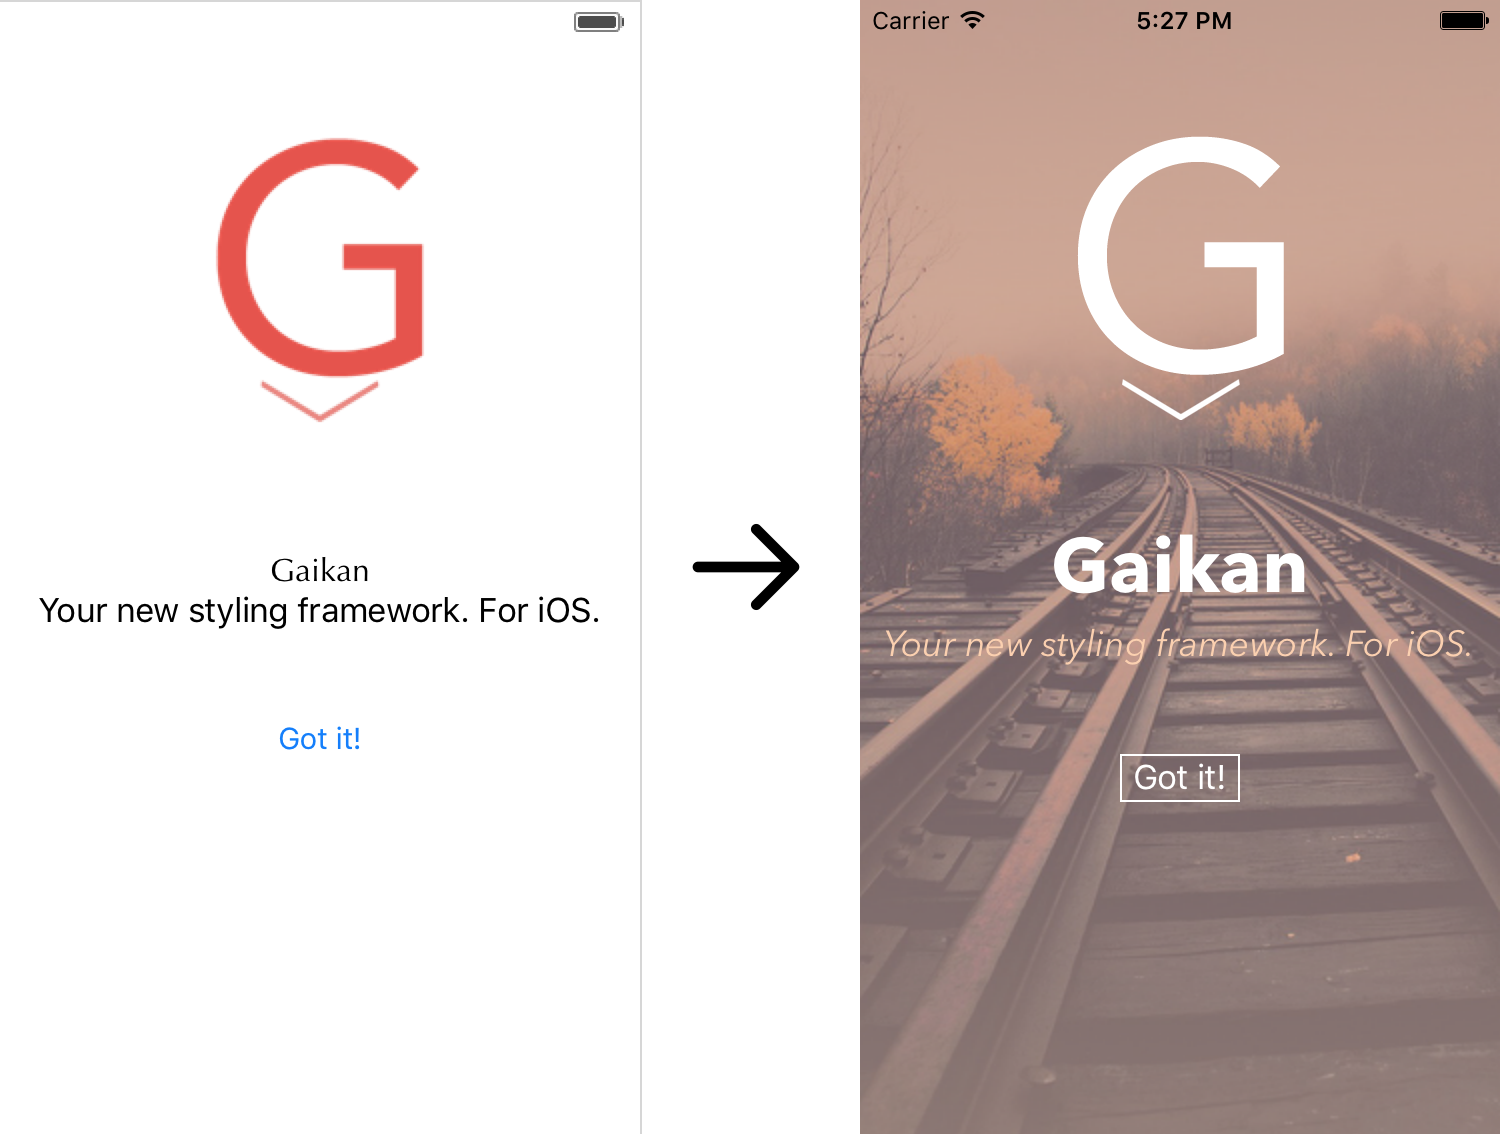 G
Gaikan
Your new styling framework. For iOS.
Got it!
Carrier 5:27 PM
G
Gaikan
Your new styling framework. For iOS.
Got it!